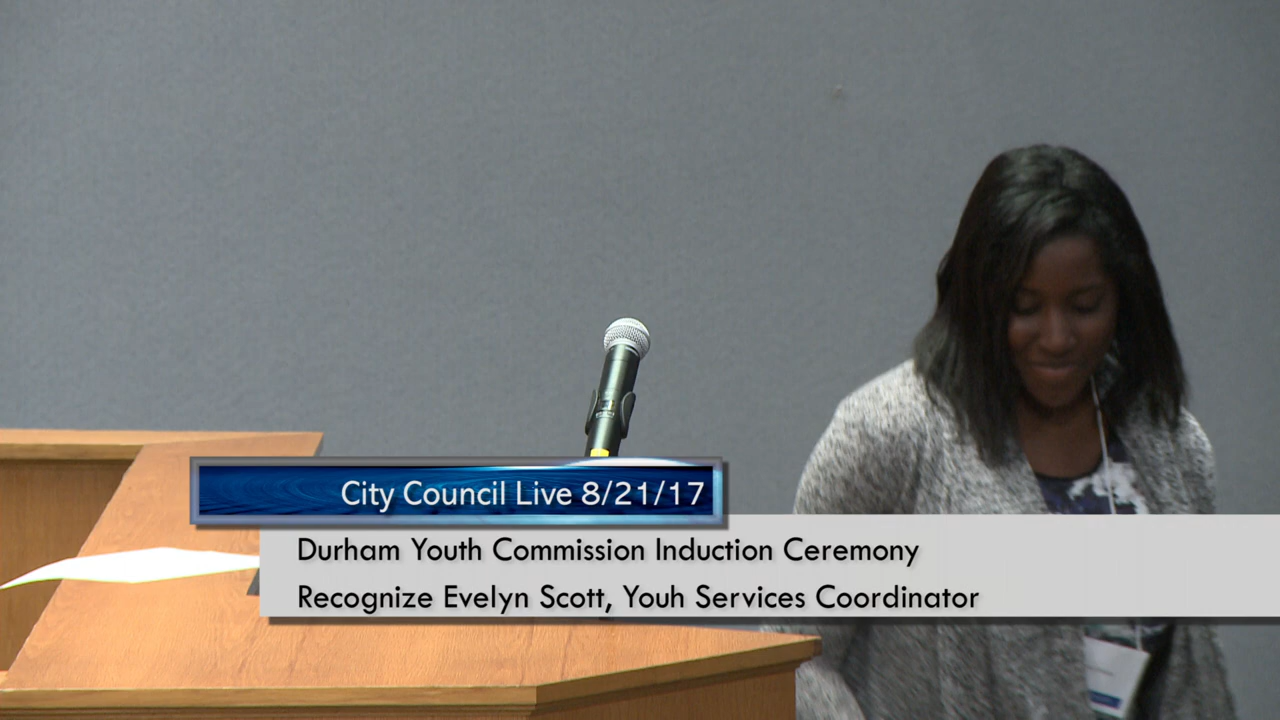 City Council Live 8/21/17
Durham Youth Commission Induction Ceremony
Recognize Evelyn Scott, Youh Services Coordinator